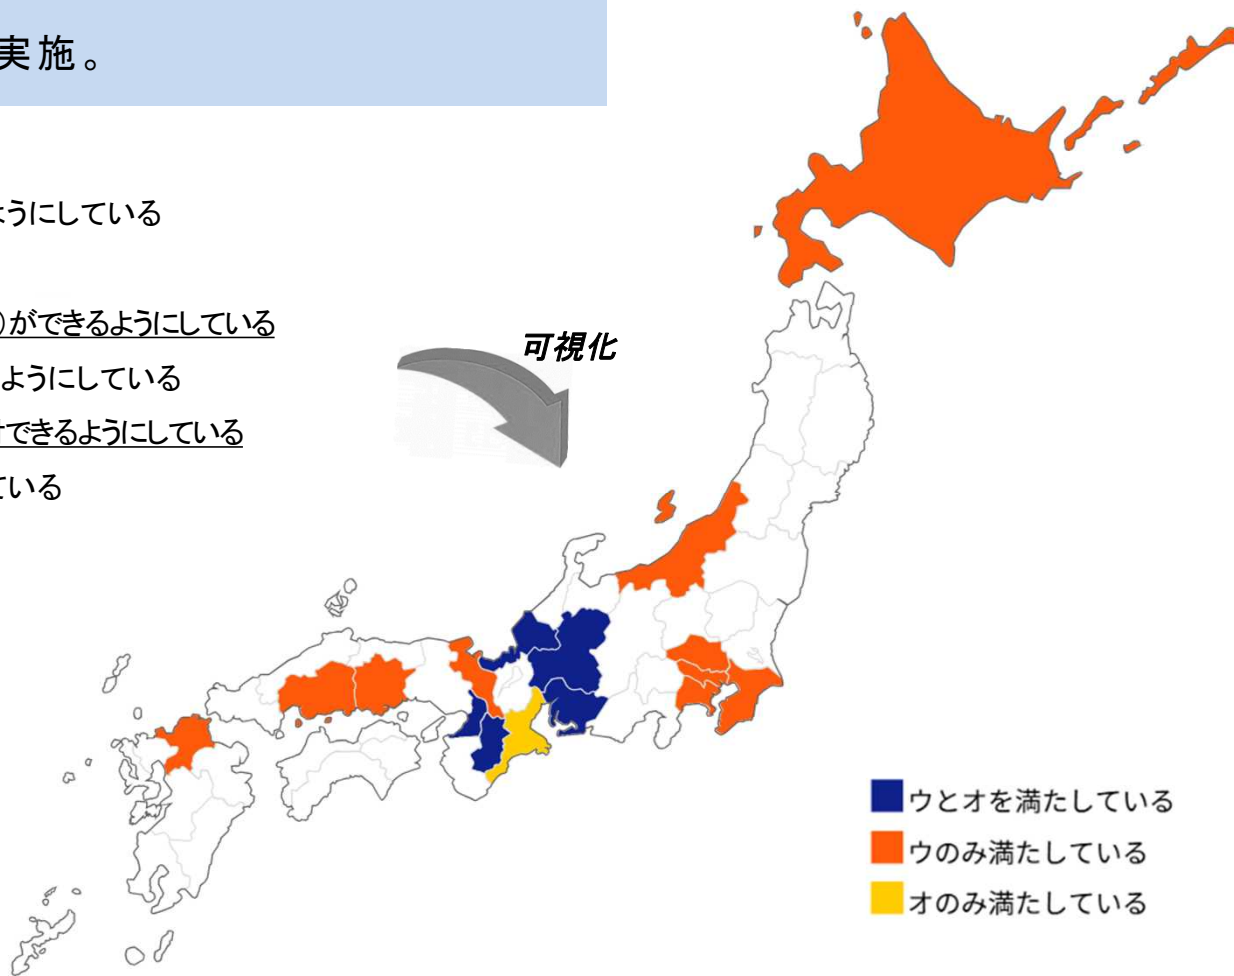 実施。
ようにしている
)ができるようにしている
ようにしている
できるようにしている
ている
可視化
ウとオを満たしている
ウのみ満たしている
オのみ満たしている